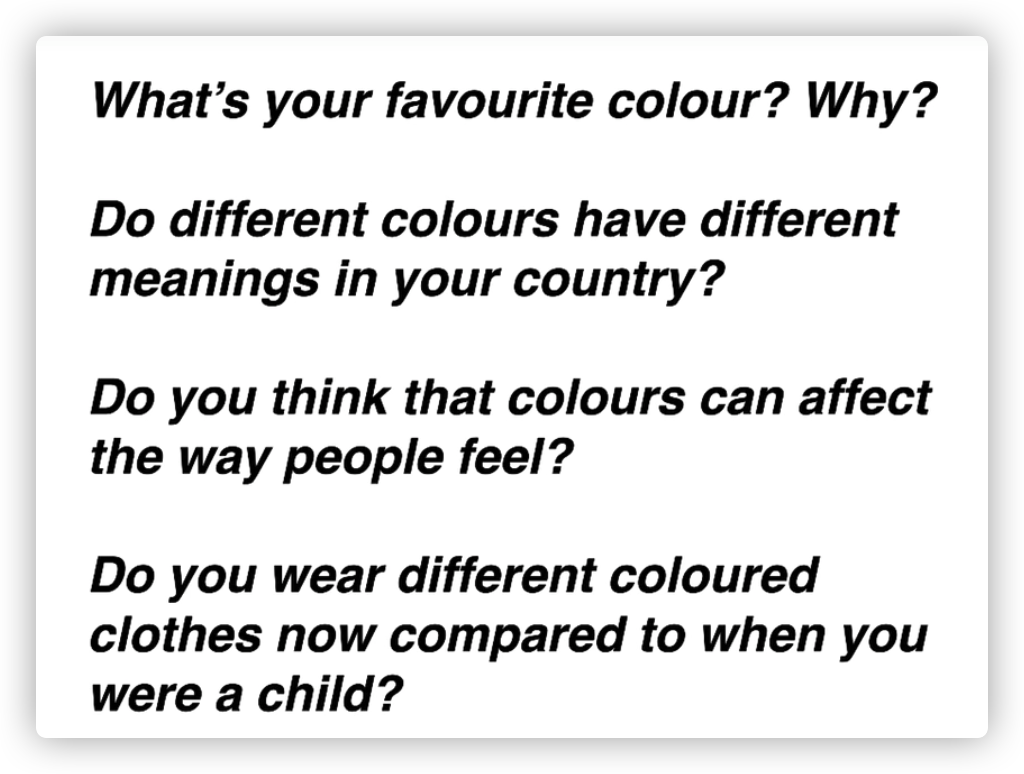 What’s your favourite colour? Why?
Do different colours have different
meanings in your country?
Do you think that colours can affect
the way people feel?
Do you wear different coloured
clothes now compared to when you
were a child?